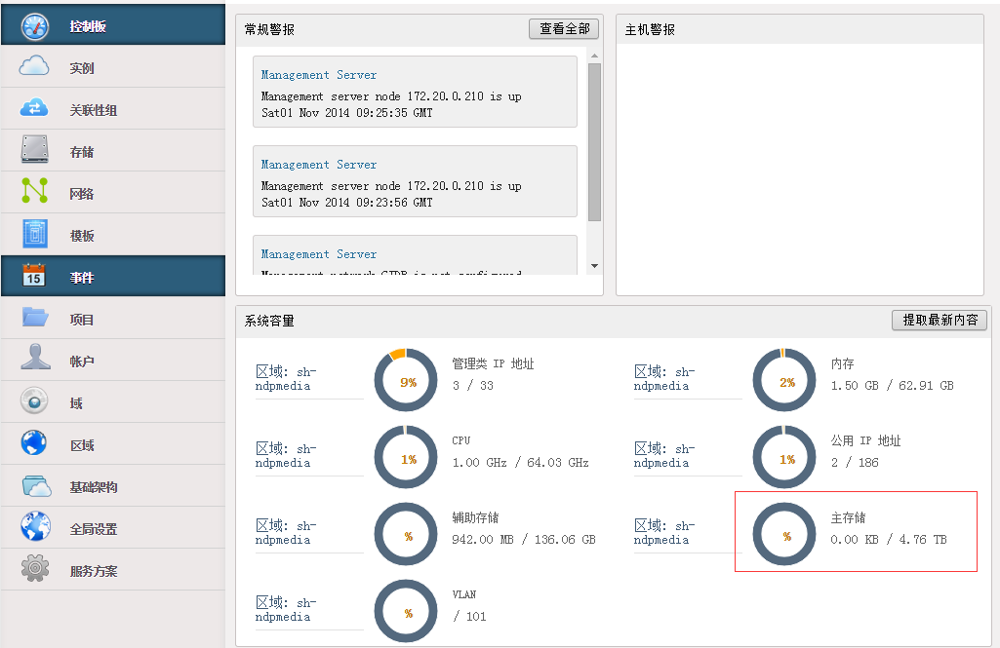 控制板
实例
关联性组
存储
网络
模板
15
事件
项目
帐户
域
区域
基础架构
全局设置
服务方案
常规警报
查看全部
Management Server
Management server node 172.20.0.210 is up
Sat01 Nov 2014 09:25:35 GMT
Management Server
Management server node 172.20.0.210 is up
Sat01 Nov 2014 09:23:56 GMT
Management Server
主机警报
系统容量
提取最新内容
区域: sh-
ndpmedia
9%
管理类 IP 地址
3 / 33
区域: sh-
ndpmedia
2%
内存
1.50 GB / 62.91 GB
区域: sh-
ndpmedia
1%
CPU
1.00 GHz / 64.03 GHz
区域: sh-
ndpmedia
1%
公用 IP 地址
2 / 186
区域: sh-
ndpmedia
%
辅助存储
942.00 MB / 136.06 GB
区域: sh-
ndpmedia
%
主存储
0.00 KB / 4.76 TB
区域: sh-
ndpmedia
%
VLAN
/ 101